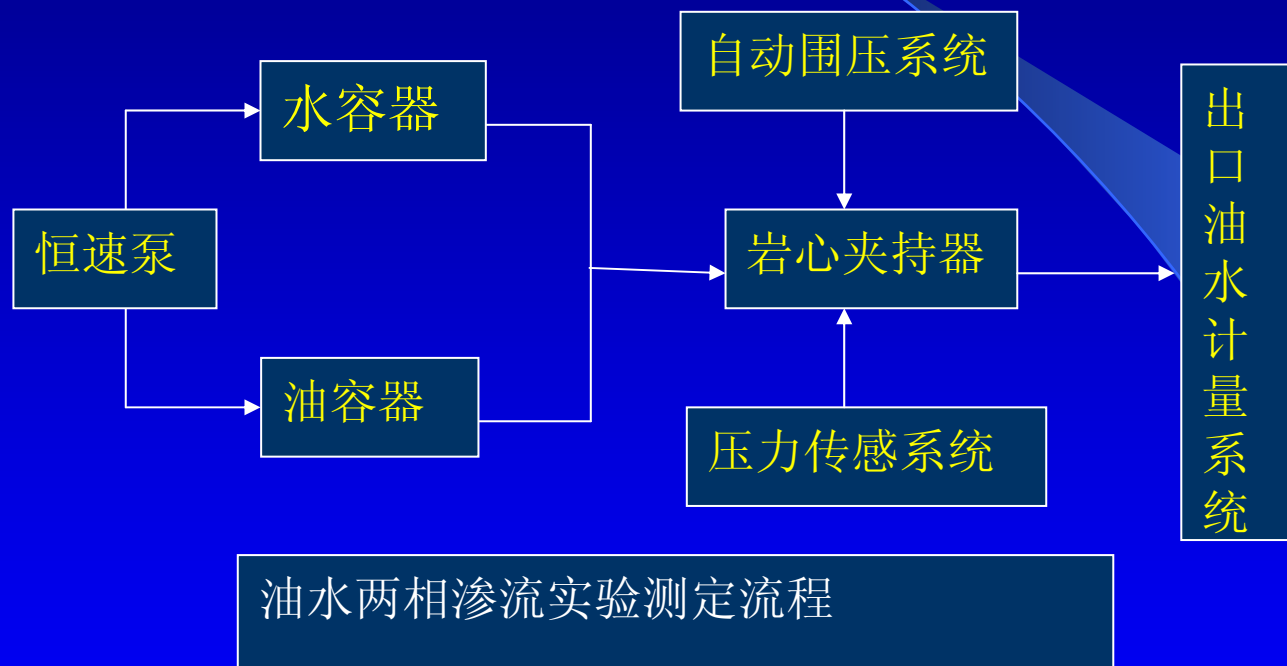 自动围压系统
水容器
恒速泵
岩心夹持器
油容器
压力传感系统
出口油水计量系统
油水两相渗流实验测定流程